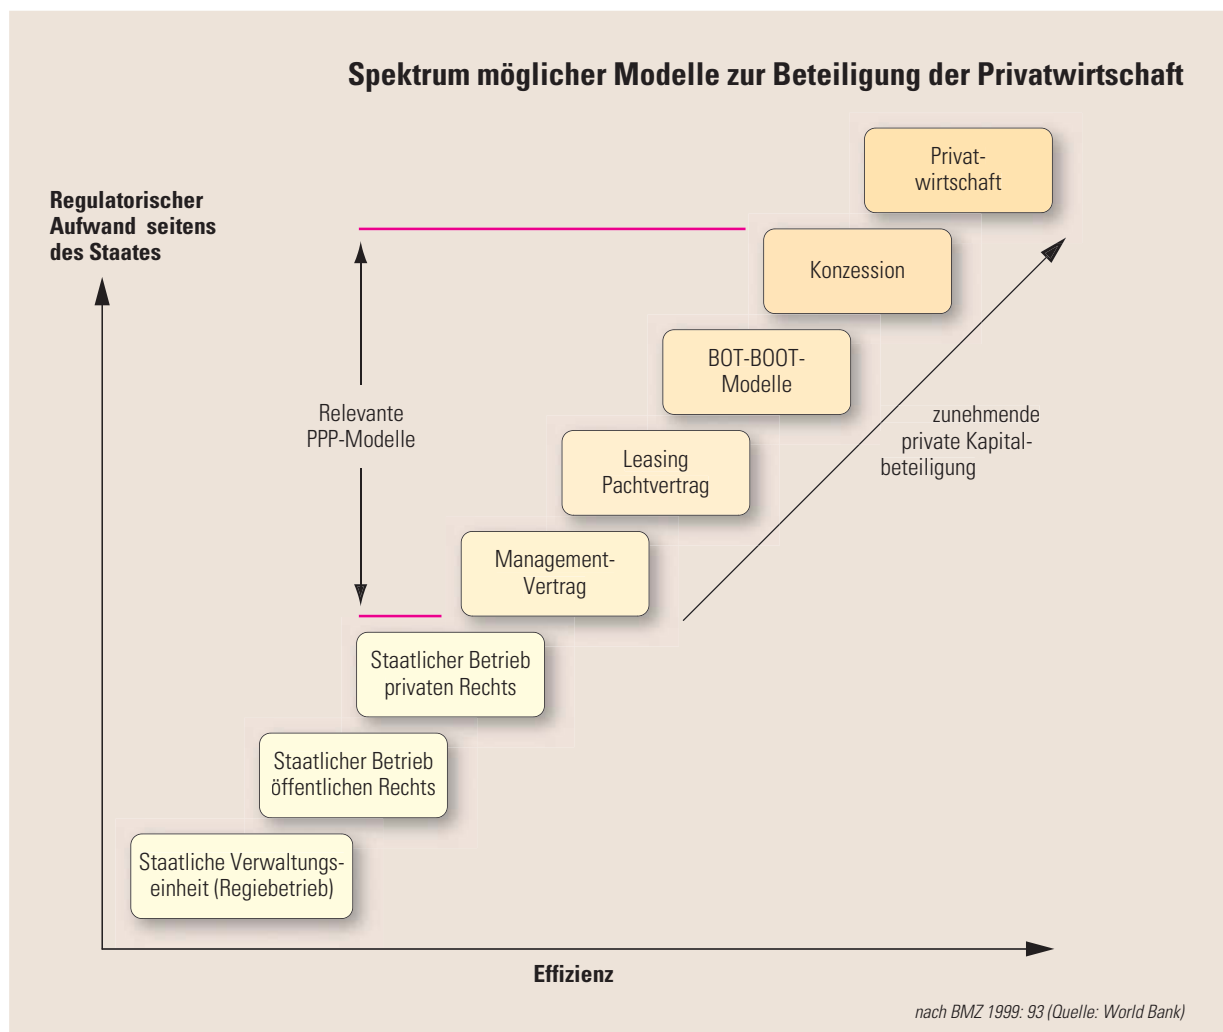 Spektrum möglicher Modelle zur Beteiligung der Privatwirtschaft
Regulatorischer
Aufwand seitens
des Staates
Privat-
wirtschaft
Konzession
BOT-BOOT-
Modelle
Relevante
PPP-Modelle
zunehmende
private Kapital-
beteiligung
Leasing
Pachtvertrag
Management-
Vertrag
Staatlicher Betrieb
privaten Rechts
Staatlicher Betrieb
öffentlichen Rechts
Staatliche Verwaltungs-
einheit (Regiebetrieb)
Effizienz
nach BMZ 1999: 93 (Quelle: World Bank)